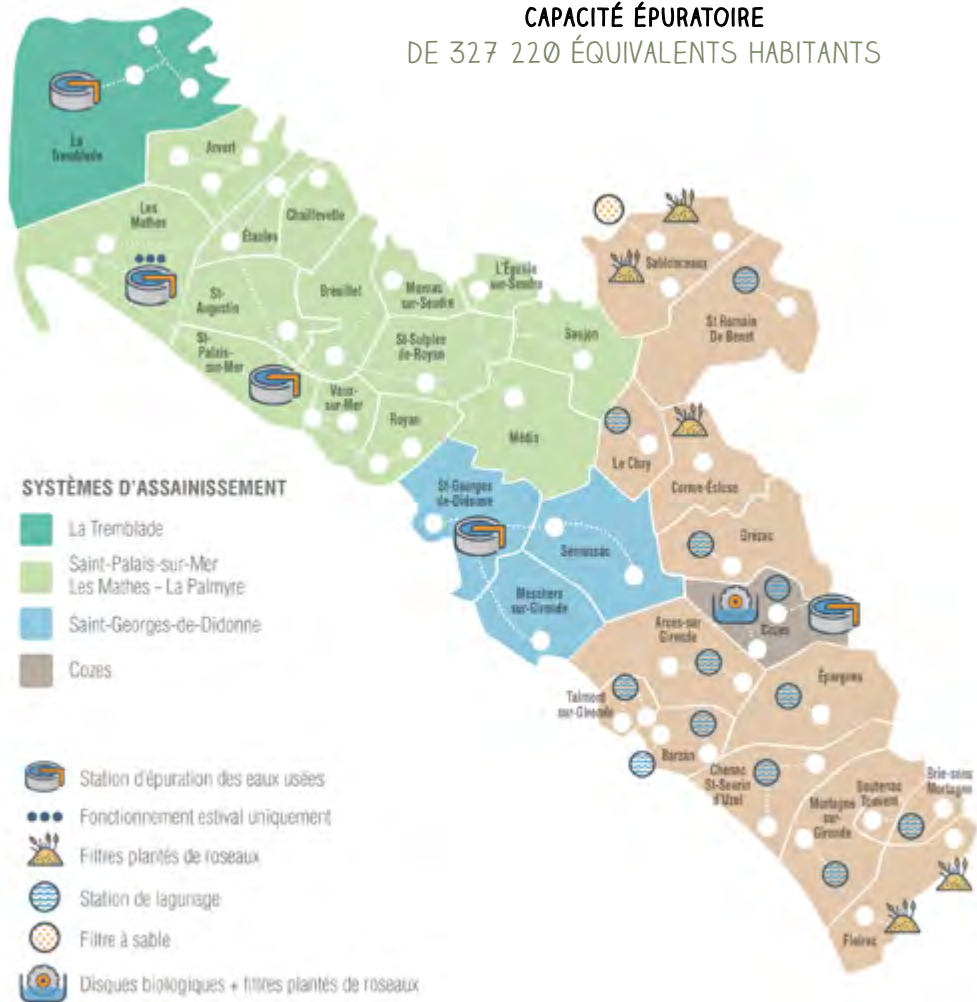 CAPACITÉ ÉPURATOIRE
DE 327 220 ÉQUIVALENTS HABITANTS
La
Tremblade
Arvert
Les
Mathes
Étaules
Chaillevette
St-
Augustin
Breuillet
Mornac
sur-Seudre
L'Éguille
sur-Seudre
St-
Palais-
sur-Mer
St-Sulpice
de-Royan
Saujon
Vaux-
sur-Mer
Royan
Médis
Sablonceaux
St Romain
De Benet
Le Chay
Corme-Écluse
Grézac
St-Georges
de-Didonne
Semussac
Meschers
sur-Gironde
Cozes
Arces-sur
Gironde
Épargnes
Talmont
sur-Gironde
Barzan
Chenac
St-Seurin
d'Uzet
Mortagne
sur-
Gironde
Boutenac
Touvent
Brie-sous
Mortagne
Floirac
SYSTÈMES D'ASSAINISSEMENT
La Tremblade
Saint-Palais-sur-Mer
Les Mathes – La Palmyre
Saint-Georges-de-Didonne
Cozes
Station d'épuration des eaux usées
Fonctionnement estival uniquement
Filtres plantés de roseaux
Station de lagunage
Filtre à sable
Disques biologiques + filtres plantés de roseaux